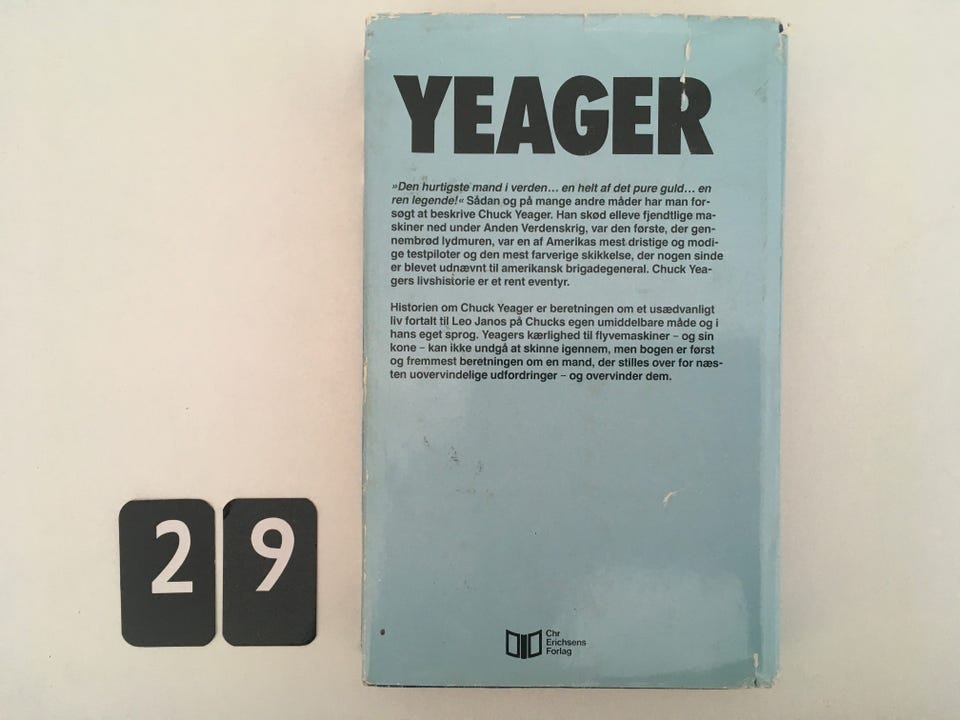 YEAGER
»Den hurtigste mand i verden... en helt af det pure guld... en
ren legende!« Sådan og på mange andre måder har man for-
søgt at beskrive Chuck Yeager. Han skød elleve fjendtlige ma-
skiner ned under Anden Verdenskrig, var den første, der gen-
nembrød lydmuren, var en af Amerikas mest dristige og modi-
ge testpiloter og den mest farverige skikkelse, der nogen sinde
er blevet udnævnt til amerikansk brigadegeneral. Chuck Yea-
gers livshistorie er et rent eventyr.
Historien om Chuck Yeager er beretningen om et usædvanligt
liv fortalt til Leo Janos på Chucks egen umiddelbare måde og i
hans eget sprog. Yeagers kærlighed til flyvemaskiner – og sin
kone – kan ikke undgå at skinne igennem, men bogen er først
og fremmest beretningen om en mand, der stilles over for næs-
ten uovervindelige udfordringer – og overvinder dem.
29
Chr
Erichsens
Forlag